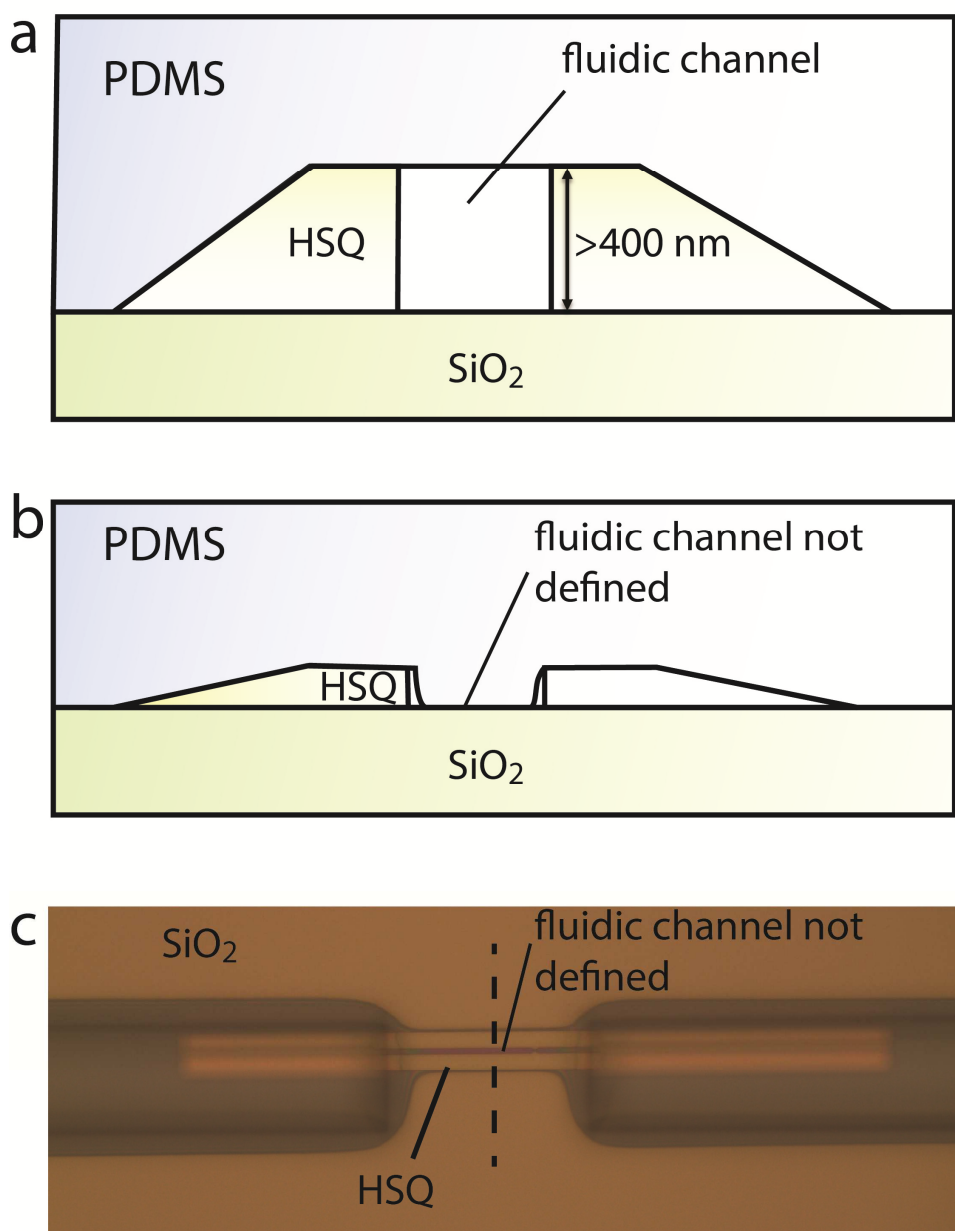 a
PDMS
fluidic channel
HSQ
>400 nm
SiO₂
b
PDMS
fluidic channel not
defined
HSQ
SiO₂
c
SiO₂
fluidic channel not
defined
HSQ